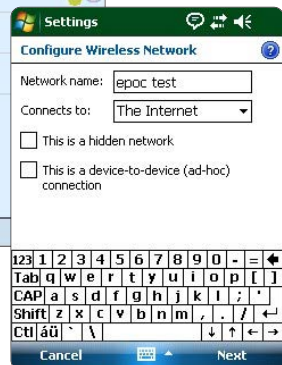 Settings
Configure Wireless Network
Network name: epoc test
Connects to: The Internet
This is a hidden network
This is a device-to-device (ad-hoc)
connection
123 1 2 3 4 5 6 7 8 9 0 - =
Tab q w e r t y u i o p [ ]
CAP a s d f g h j k l ; '
Shift z x c v b n m , . /
Ctl áü ` \
Cancel Next